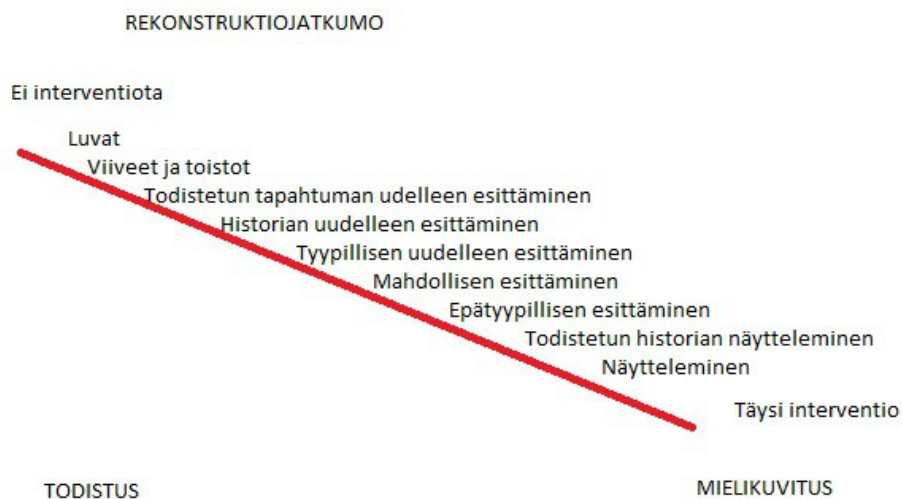 REKONSTRUKTIOJATKUMO
Ei interventiota
Luvat
Viiveet ja toistot
Todistetun tapahtuman udelleen esittäminen
Historian uudelleen esittäminen
Tyypillisen uudelleen esittäminen
Mahdollisen esittäminen
Epätyypillisen esittäminen
Todistetun historian näytteleminen
Näytteleminen
Täysi interventio
TODISTUS
MIELIKUVITUS